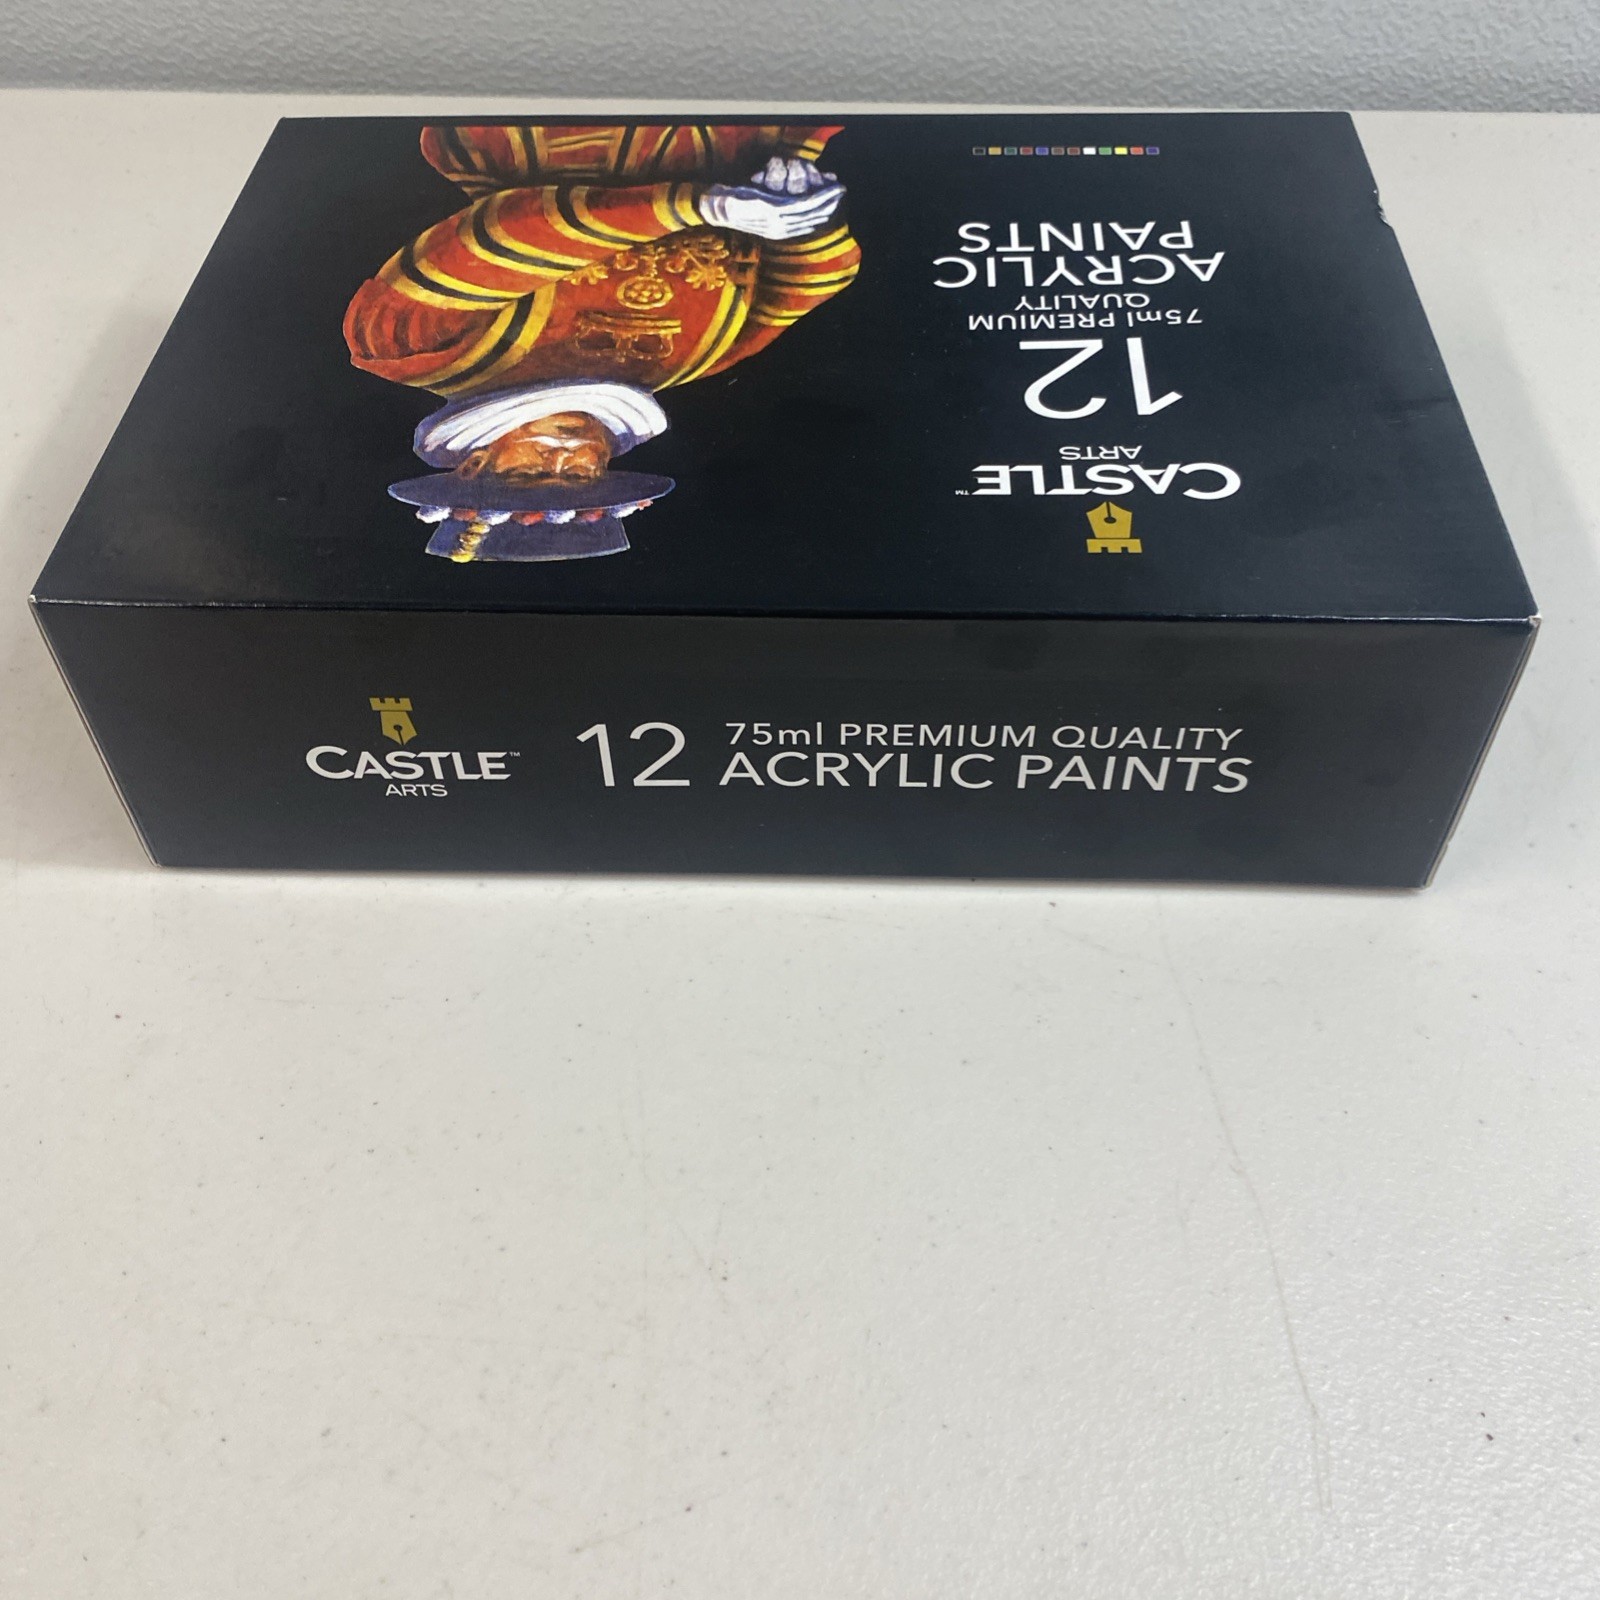 CASTLE™
ARTS
12
75ml PREMIUM
QUALITY
ACRYLIC
PAINTS
CASTLE™
ARTS
12
75ml PREMIUM QUALITY
ACRYLIC PAINTS